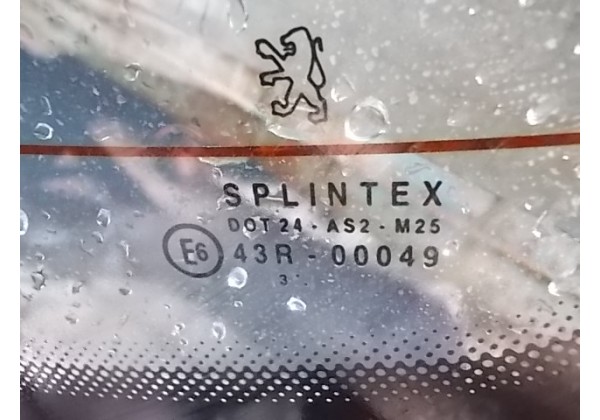 SPLINTEX
DOT 24 - AS2 - M25
E6 43R - 00049
3